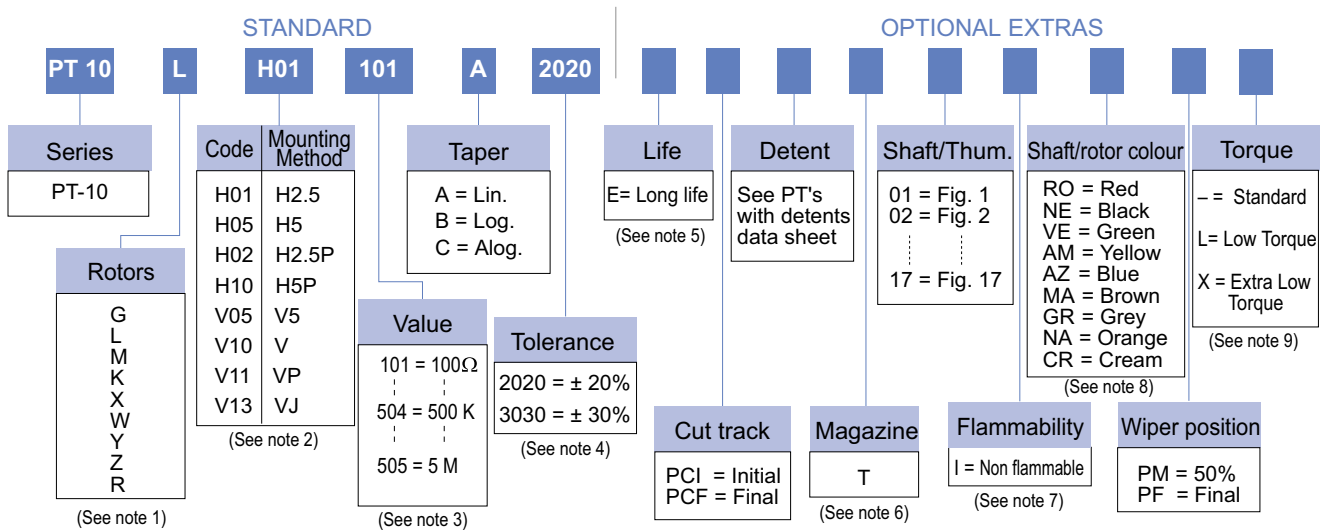 STANDARD
OPTIONAL EXTRAS
PT 10 L H01 101 A 2020
Series
PT-10
Rotors
G
L
M
K
X
W
Y
Z
R
(See note 1)
Code Mounting Method
H01 H2.5
H05 H5
H02 H2.5P
H10 H5P
V05 V5
V10 V
V11 VP
V13 VJ
(See note 2)
Value
101 = 100Ω
504 = 500 K
505 = 5 M
(See note 3)
Taper
A = Lin.
B = Log.
C = Alog.
Tolerance
2020 = ± 20%
3030 = ± 30%
(See note 4)
Life
E= Long life
(See note 5)
Cut track
PCI = Initial
PCF = Final
Detent
See PT's
with detents
data sheet
Magazine
T
(See note 6)
Shaft/Thum.
01 = Fig. 1
02 = Fig. 2
17 = Fig. 17
Flammability
I = Non flammable
(See note 7)
Shaft/rotor colour
RO = Red
NE = Black
VE = Green
AM = Yellow
AZ = Blue
MA = Brown
GR = Grey
NA = Orange
CR = Cream
(See note 8)
Wiper position
PM = 50%
PF = Final
Torque
– = Standard
L= Low Torque
X = Extra Low
Torque
(See note 9)